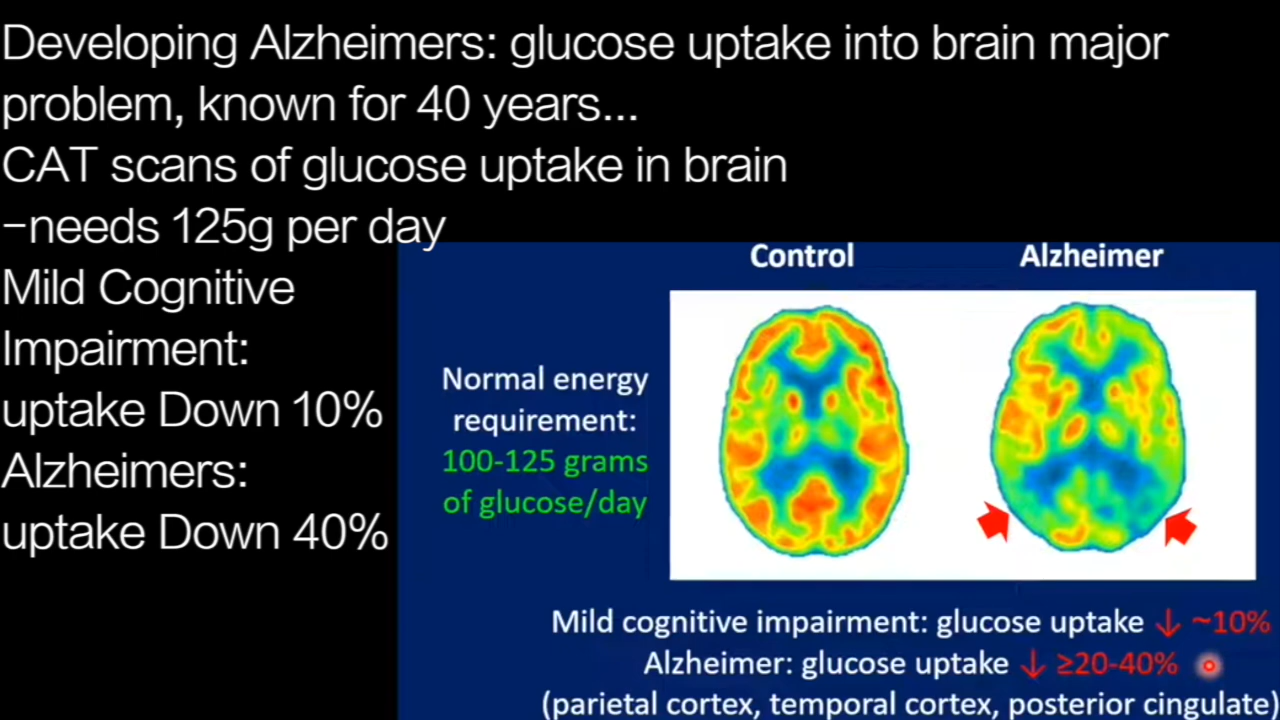 Developing Alzheimers: glucose uptake into brain major
problem, known for 40 years...
CAT scans of glucose uptake in brain
−needs 125g per day
Mild Cognitive
Impairment:
uptake Down 10%
Alzheimers:
uptake Down 40%
Control
Alzheimer
Normal energy
requirement:
100-125 grams
of glucose/day
Mild cognitive impairment: glucose uptake ↓ ~10%
Alzheimer: glucose uptake ↓ ≥20-40%
(parietal cortex, temporal cortex, posterior cingulate)